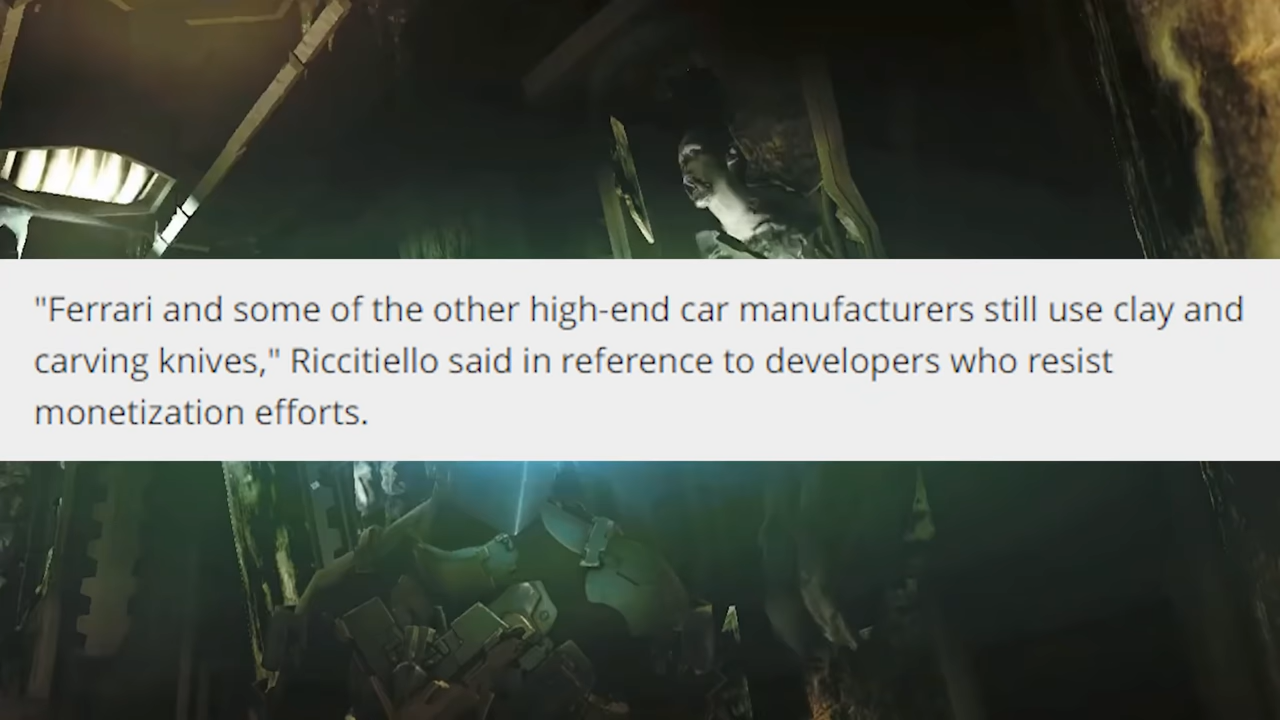 "Ferrari and some of the other high-end car manufacturers still use clay and
carving knives," Riccitiello said in reference to developers who resist
monetization efforts.